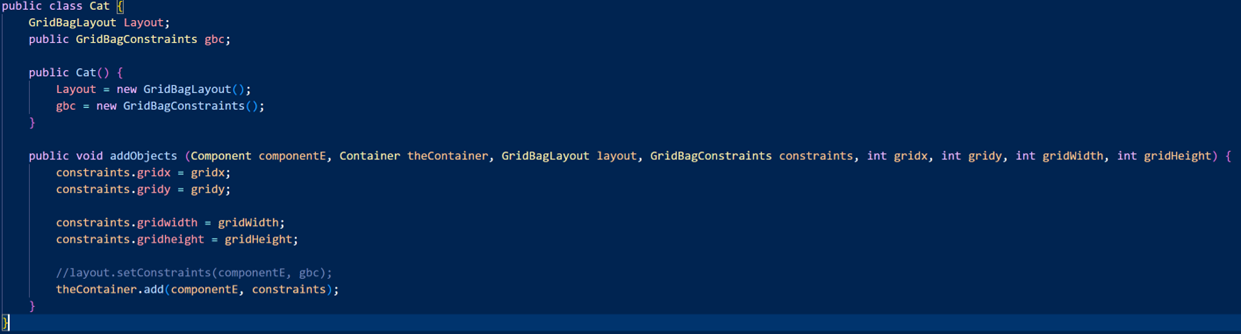 public class Cat {
    GridBagLayout Layout;
    public GridBagConstraints gbc;

    public Cat() {
        Layout = new GridBagLayout();
        gbc = new GridBagConstraints();
    }

    public void addObjects (Component componentE, Container theContainer, GridBagLayout layout, GridBagConstraints constraints, int gridx, int gridy, int gridWidth, int gridHeight) {
        constraints.gridx = gridx;
        constraints.gridy = gridy;

        constraints.gridwidth = gridWidth;
        constraints.gridheight = gridHeight;

        //layout.setConstraints(componentE, gbc);
        theContainer.add(componentE, constraints);
    }
}